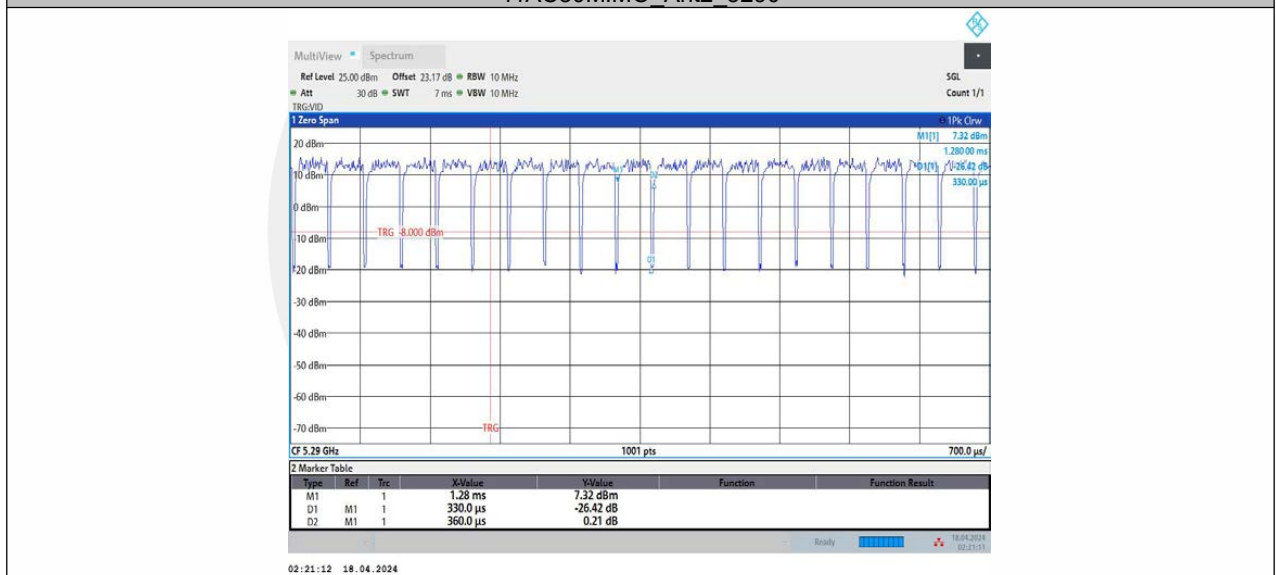 MultiView Spectrum
Ref Level 25.00 dBm Offset 23.17 dB RBW 10 MHz SGL
Att 30 dB SWT 7 ms VBW 10 MHz Count 1/1
TRG:VID
1 Zero Span 1Pk Clrw
M1[1] 7.32 dBm
20 dBm
1.280 00 ms
D1[1] -26.42 dB
10 dBm M1
330.00 µs
0 dBm
TRG -8.000 dBm
-10 dBm
-20 dBm
-30 dBm
-40 dBm
-50 dBm
-60 dBm
-70 dBm TRG
CF 5.29 GHz 1001 pts 700.0 µs/
2 Marker Table
Type Ref Trc X-Value Y-Value Function Function Result
M1 1 1.28 ms 7.32 dBm
D1 M1 1 330.0 µs -26.42 dB
D2 M1 1 360.0 µs 0.21 dB
Ready 18.04.2024
02:21:11
02:21:12 18.04.2024